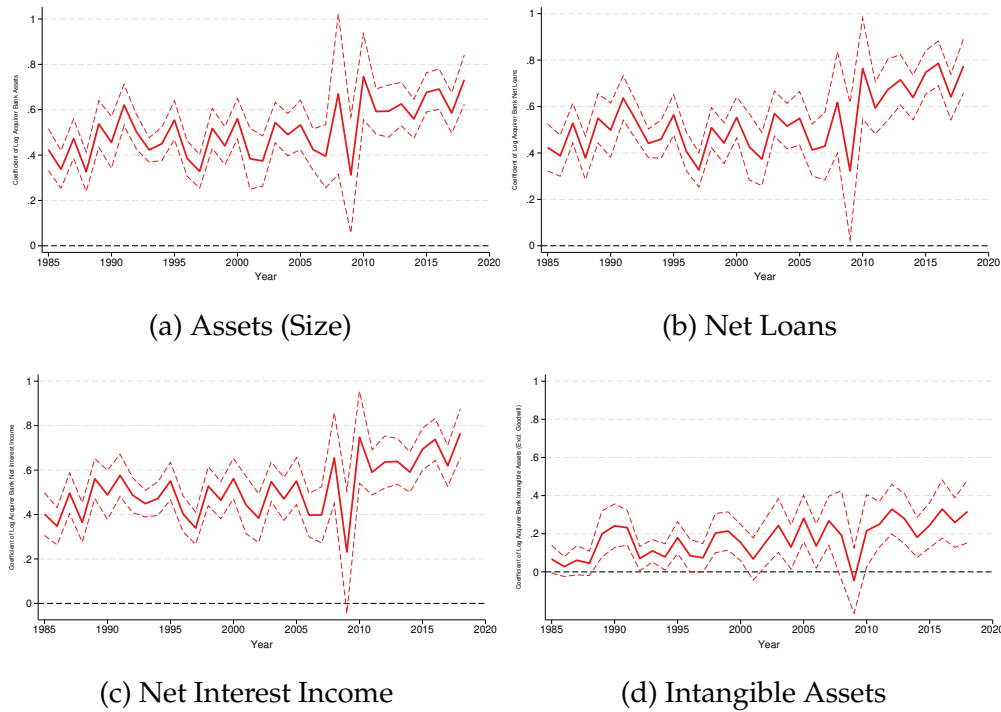 Coefficient of Log Acquirer Bank Assets
1
.8
.6
.4
.2
0
1985 1990 1995 2000 2005 2010 2015 2020
Year
(a) Assets (Size)
Coefficient of Log Acquirer Bank Net Loans
1
.8
.6
.4
.2
0
1985 1990 1995 2000 2005 2010 2015 2020
Year
(b) Net Loans
Coefficient of Log Acquirer Bank Net Interest Income
1
.8
.6
.4
.2
0
1985 1990 1995 2000 2005 2010 2015 2020
Year
(c) Net Interest Income
Coefficient of Log Acquirer Bank Intangible Assets (Excl. Goodwill)
1
.8
.6
.4
.2
0
1985 1990 1995 2000 2005 2010 2015 2020
Year
(d) Intangible Assets